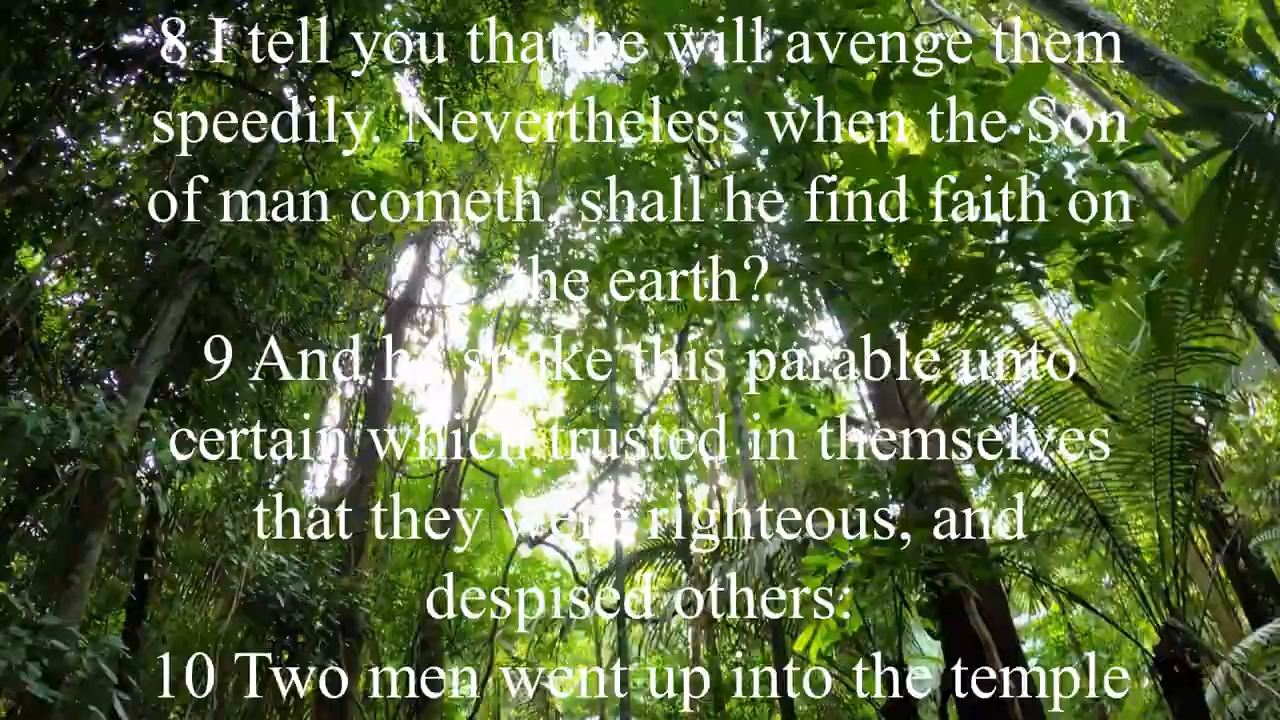 8 I tell you that he will avenge them
speedily. Nevertheless when the Son
of man cometh, shall he find faith on
the earth?
9 And he spake this parable unto
certain which trusted in themselves
that they were righteous, and
despised others:
10 Two men went up into the temple